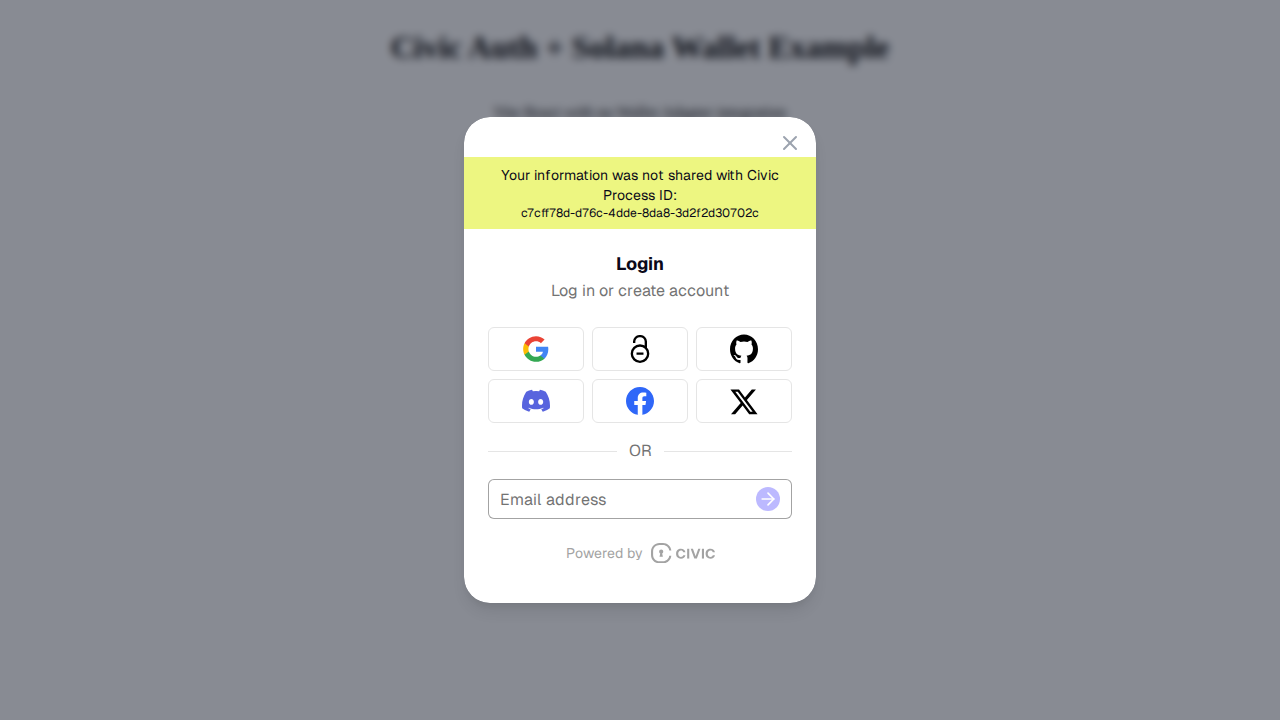 Civic Auth + Solana Wallet Example
Your information was not shared with Civic
Process ID:
c7cff78d-d76c-4dde-8da8-3d2f2d30702c
Login
Log in or create account
OR
Email address
Powered by CIVIC